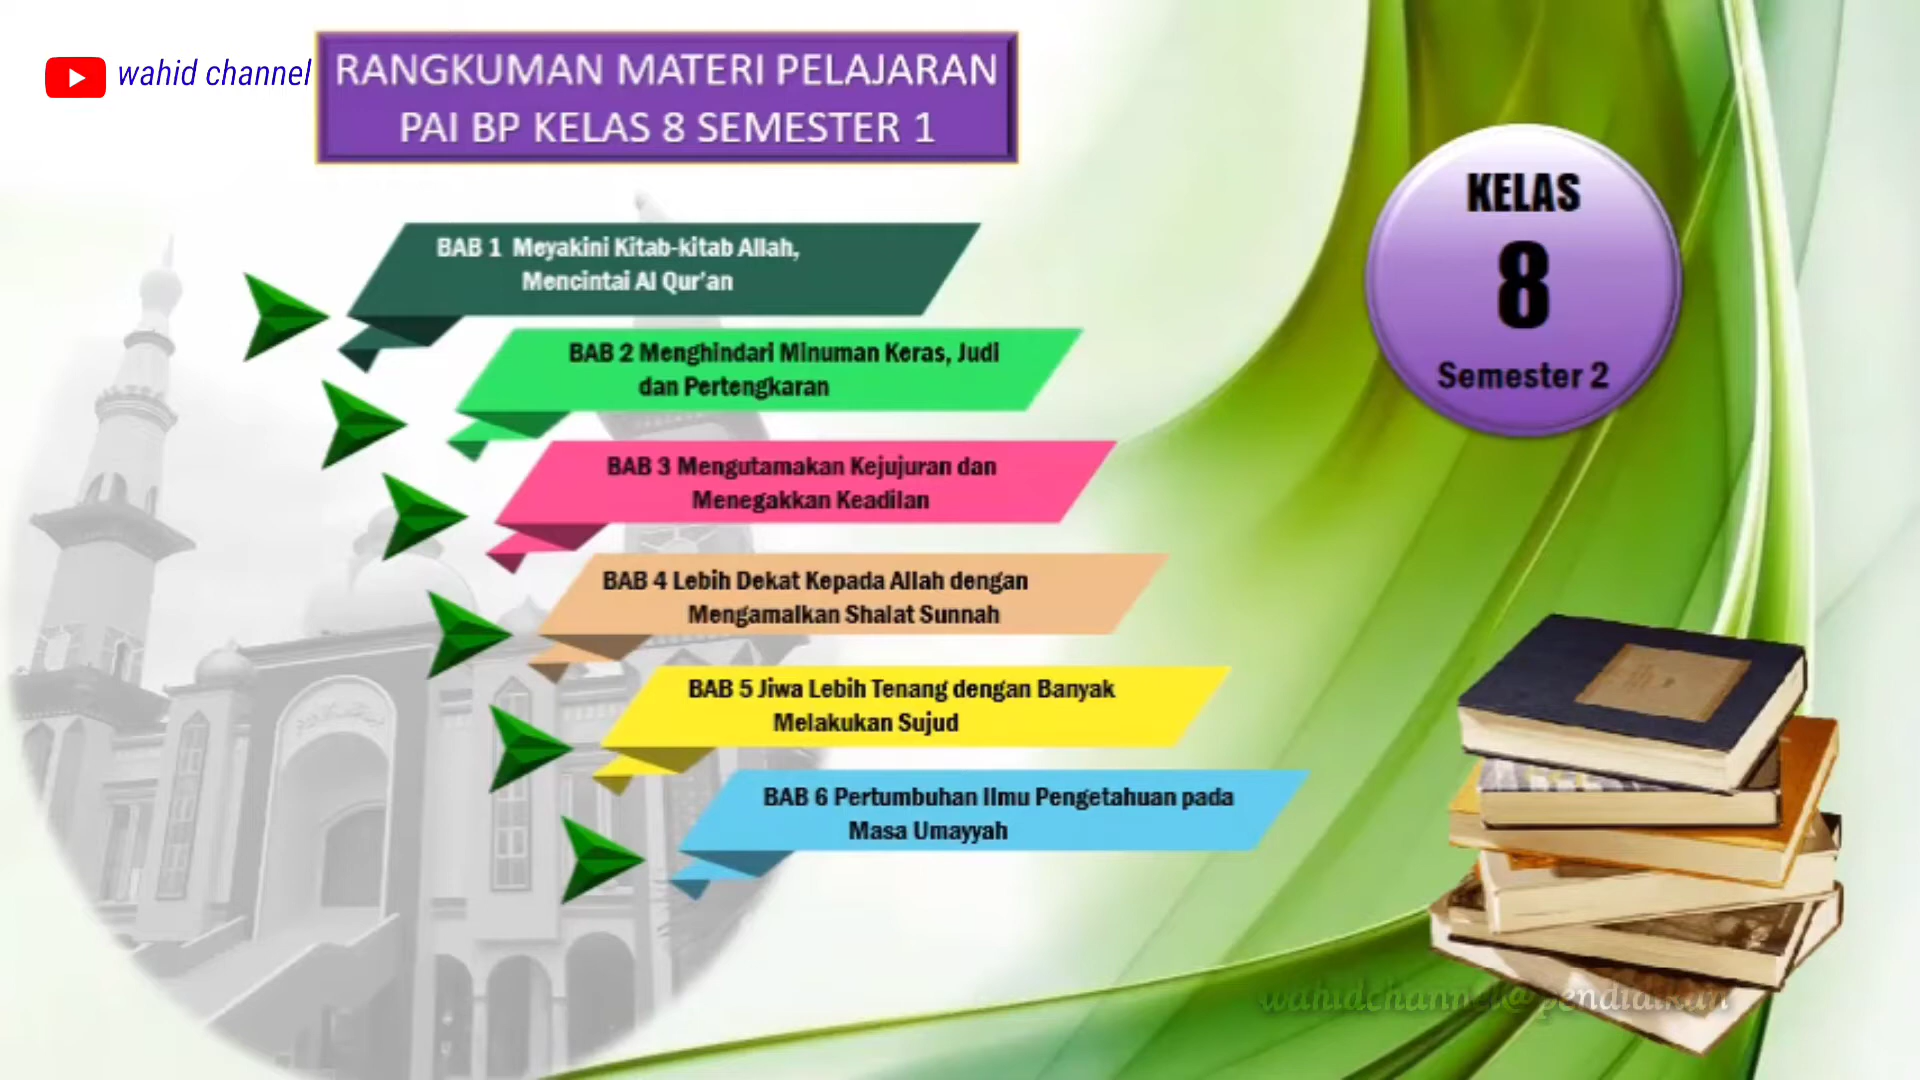 wahid channel
RANGKUMAN MATERI PELAJARAN
PAI BP KELAS 8 SEMESTER 1
KELAS
8
Semester 2
BAB 1 Meyakini Kitab-kitab Allah,
Mencintai Al Qur'an
BAB 2 Menghindari Minuman Keras, Judi
dan Pertengkaran
BAB 3 Mengutamakan Kejujuran dan
Menegakkan Keadilan
BAB 4 Lebih Dekat Kepada Allah dengan
Mengamalkan Shalat Sunnah
BAB 5 Jiwa Lebih Tenang dengan Banyak
Melakukan Sujud
BAB 6 Pertumbuhan Ilmu Pengetahuan pada
Masa Umayyah
wahidchannel@pendidikan